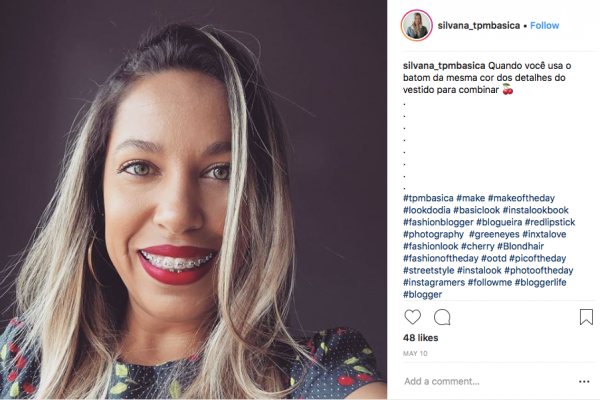 silvana_tpmbasica • Follow
silvana_tpmbasica Quando você usa o
batom da mesma cor dos detalhes do
vestido para combinar 🍒
.
.
.
.
.
.
.
.
#tpmbasica #make #makeoftheday
#lookdodia #basiclook #instalookbook
#fashionblogger #blogueira #redlipstick
#photography #greeneyes #inxtalove
#fashionlook #cherry #Blondhair
#fashionoftheday #ootd #picoftheday
#streetstyle #instalook #photooftheday
#instagramers #followme #bloggerlife
#blogger
48 likes
MAY 10
Add a comment...